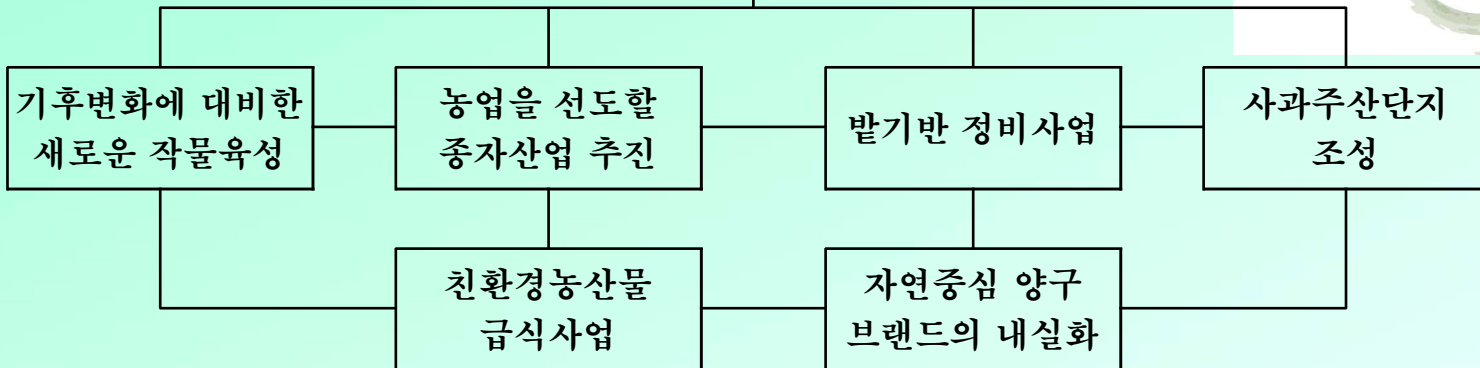 기후변화에 대비한
새로운 작물육성
농업을 선도할
종자산업 추진
밭기반 정비사업
사과주산단지
조성
친환경농산물
급식사업
자연중심 양구
브랜드의 내실화